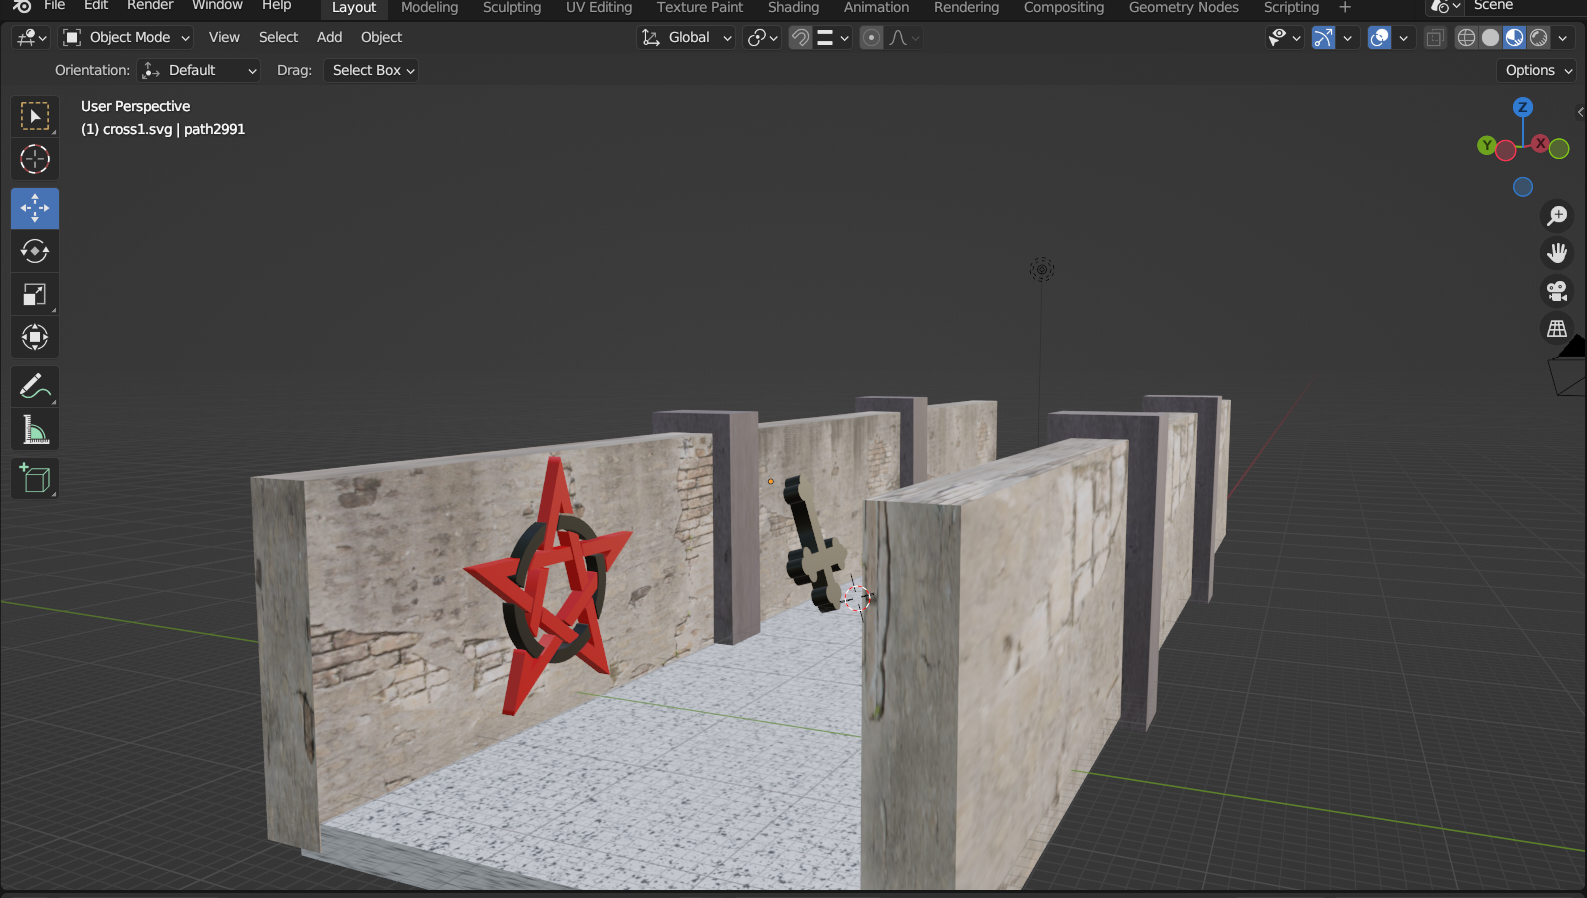 File Edit Render Window Help Layout Modeling Sculpting UV Editing Texture Paint Shading Animation Rendering Compositing Geometry Nodes Scripting + Scene
Object Mode View Select Add Object Global
Orientation: Default Drag: Select Box Options
User Perspective
(1) cross1.svg | path2991
Z
Y X